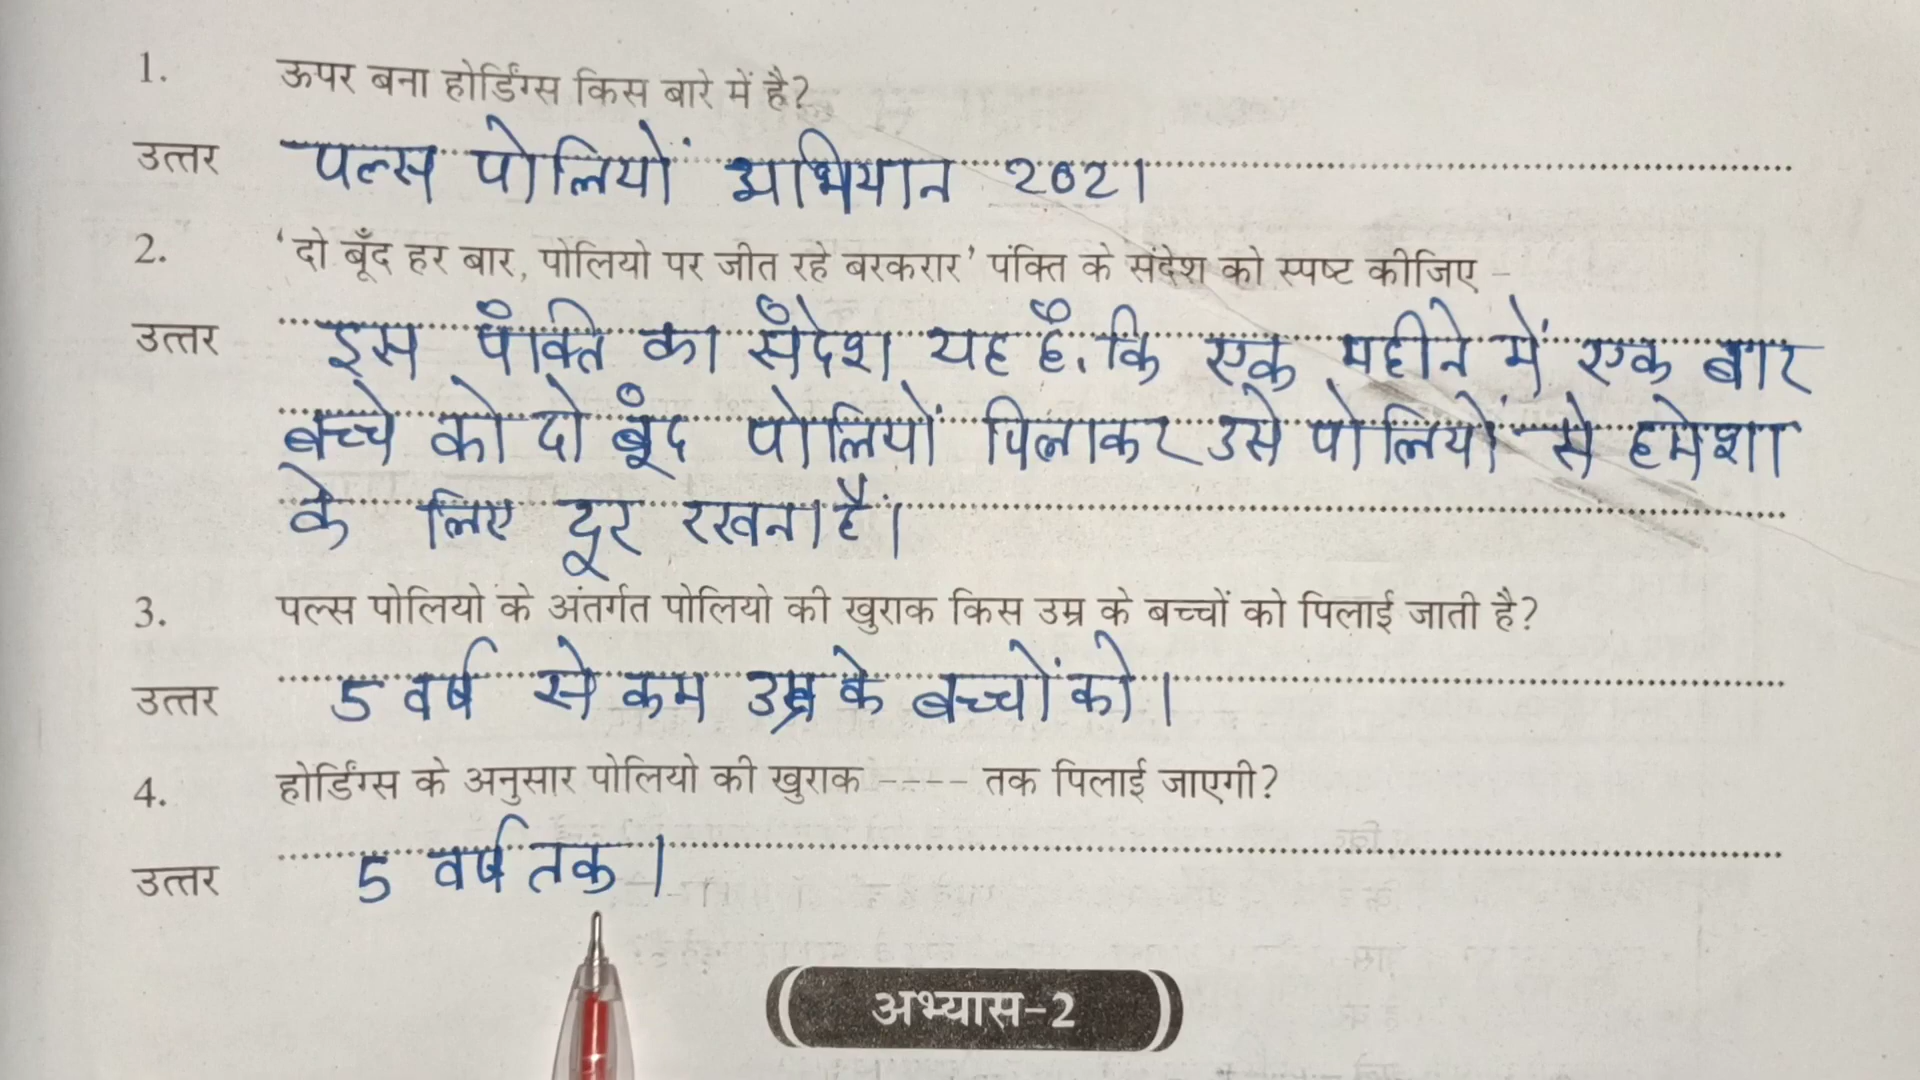 1. ऊपर बना होर्डिंग्स किस बारे में है?
उत्तर पल्स पोलियों अभियान 2021
2. 'दो बूँद हर बार, पोलियो पर जीत रहे बरकरार' पंक्ति के संदेश को स्पष्ट कीजिए –
उत्तर इस पंक्ति का संदेश यह है, कि एक महीने में एक बार
बच्चे को दो बूंद पोलियों पिलाकर उसे पोलियों से हमेशा
के लिए दूर रखना है।
3. पल्स पोलियो के अंतर्गत पोलियो की खुराक किस उम्र के बच्चों को पिलाई जाती है?
उत्तर 5 वर्ष से कम उम्र के बच्चों को।
4. होर्डिंग्स के अनुसार पोलियो की खुराक ---- तक पिलाई जाएगी?
उत्तर 5 वर्ष तक।
अभ्यास-2